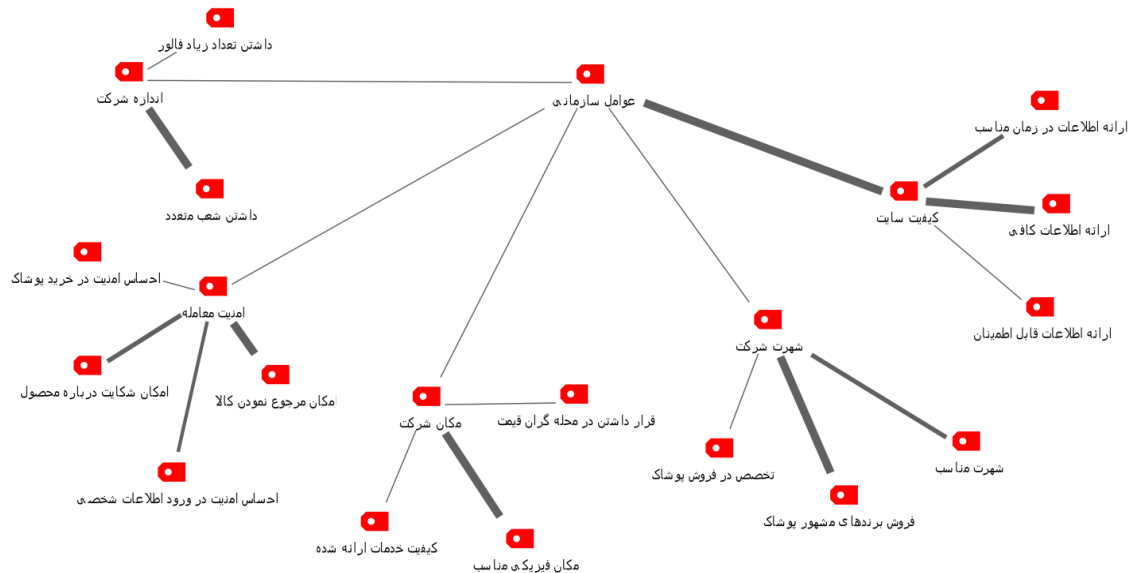 داشتن تعداد زیاد فالور
اندازه شرکت
عوامل سازمانی
ارائه اطلاعات در زمان مناسب
داشتن شعب متعدد
کیفیت سایت
ارائه اطلاعات کافی
احساس امنیت در خرید پوشاک
امنیت معامله
شهرت شرکت
ارائه اطلاعات قابل اطمینان
امکان شکایت درباره محصول
امکان مرجوع نمودن کالا
مکان شرکت
قرار داشتن در محله گران قیمت
تخصص در فروش پوشاک
شهرت مناسب
احساس امنیت در ورود اطلاعات شخصی
فروش برندهای مشهور پوشاک
کیفیت خدمات ارائه شده
مکان فیزیکی مناسب